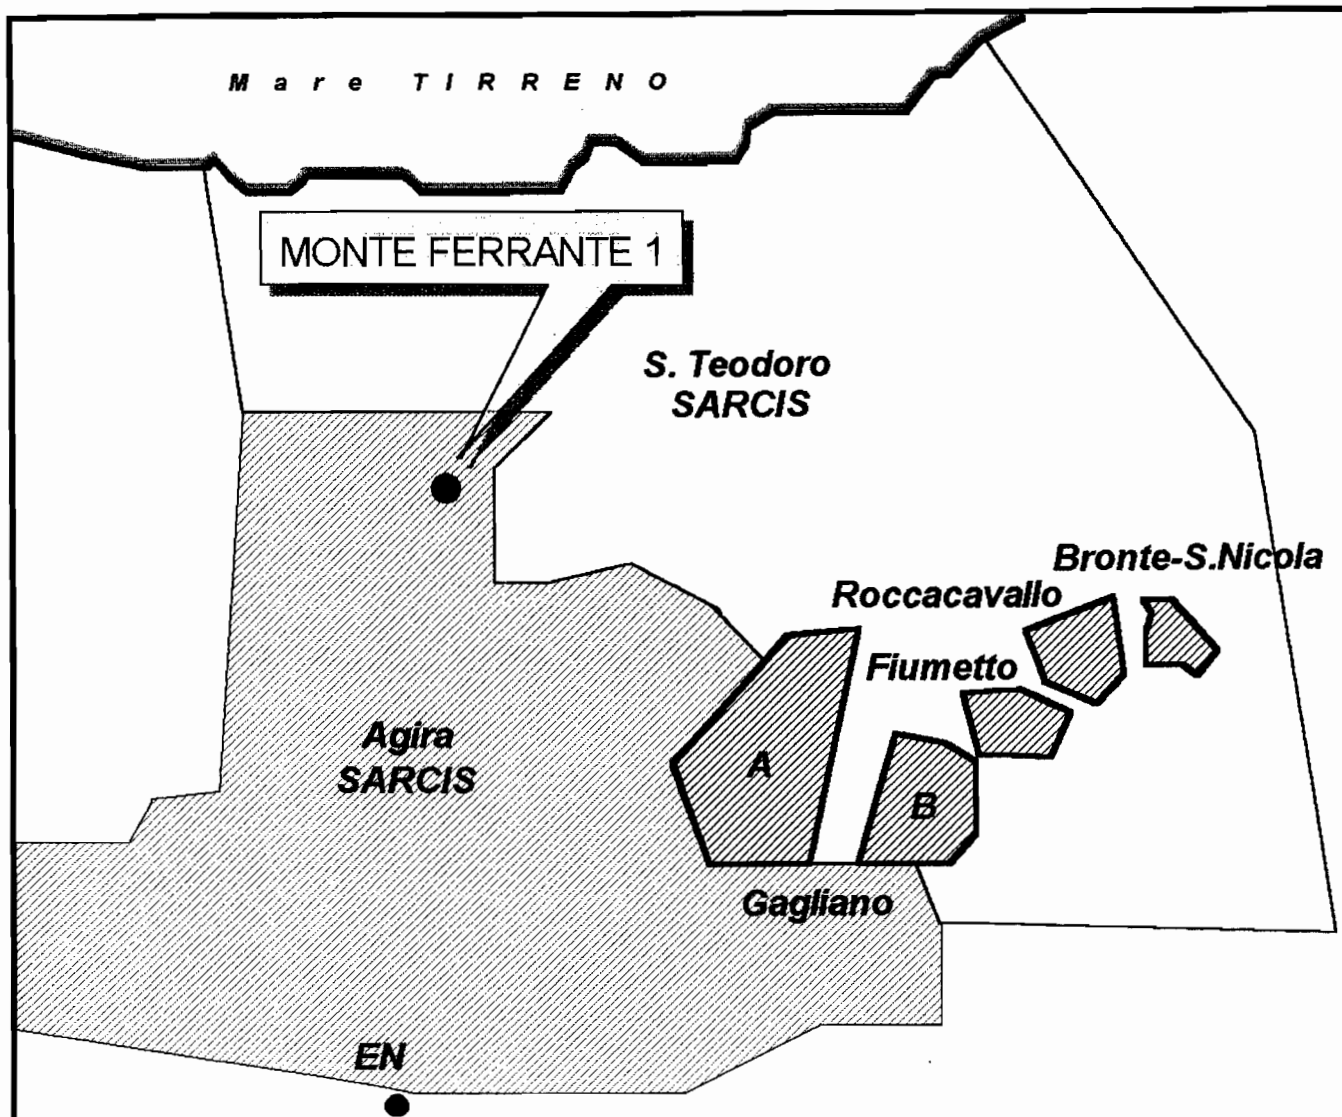 Mare TIRRENO
MONTE FERRANTE 1
S. Teodoro
SARCIS
Bronte-S.Nicola
Roccacavallo
Fiumetto
Agira
SARCIS
A
B
Gagliano
EN